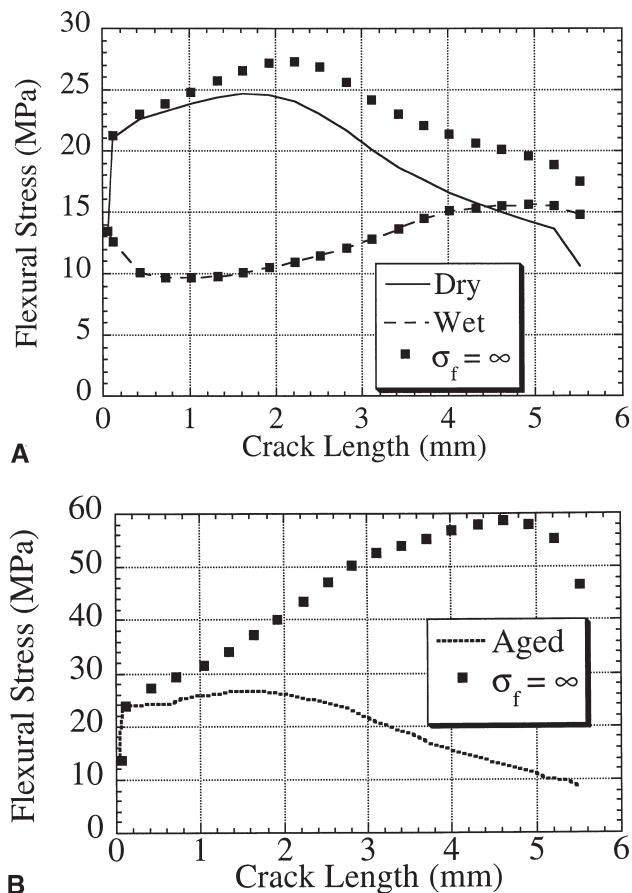 30
25
20
15
10
5
0
Flexural Stress (MPa)
Dry
Wet
σf = ∞
0 1 2 3 4 5 6
Crack Length (mm)
A
60
50
40
30
20
10
0
Flexural Stress (MPa)
Aged
σf = ∞
0 1 2 3 4 5 6
Crack Length (mm)
B